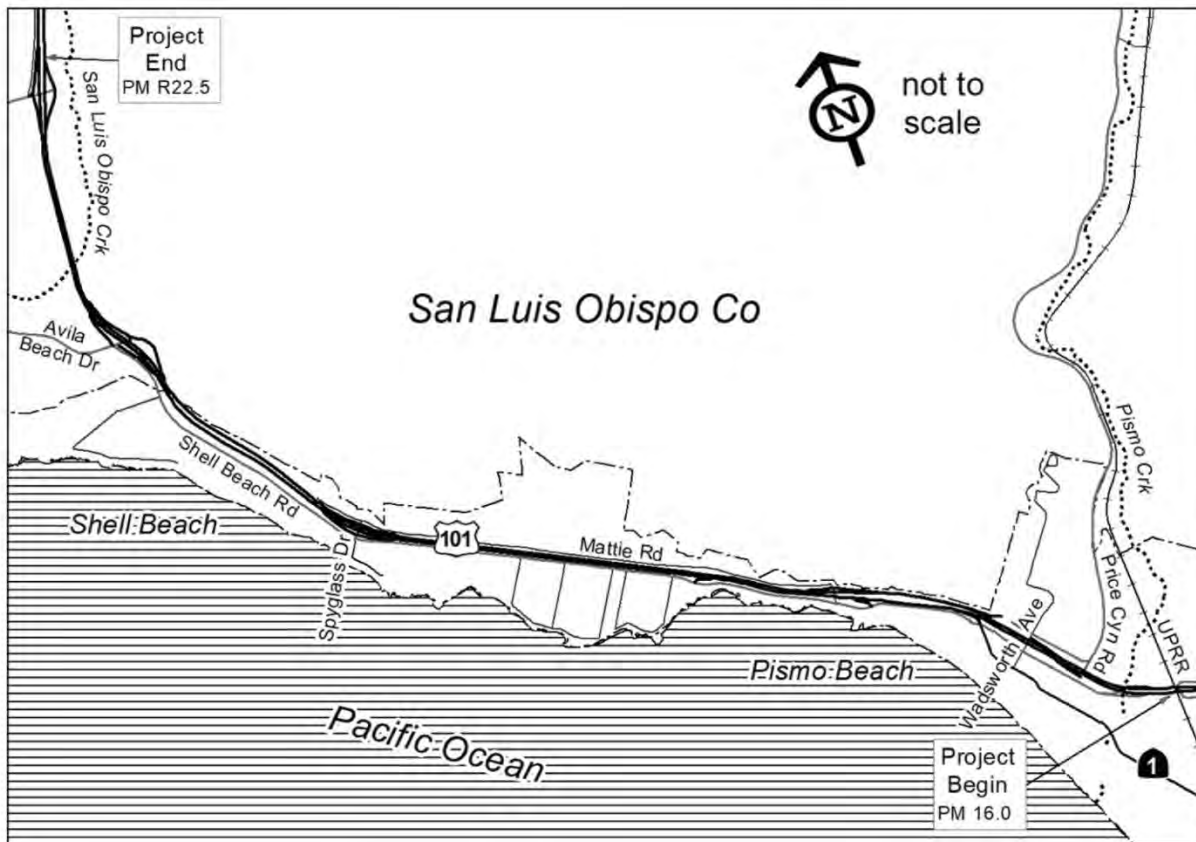 Project
End
PM R22.5
San Luis Obispo Crk
N
not to
scale
San Luis Obispo Co
Avila
Beach Dr
Shell Beach Rd
Shell Beach
Spyglass Dr
101
Mattie Rd
Pismo Beach
Pacific Ocean
Wadsworth Ave
Price Cyn Rd
Pismo Crk
UPRR
Project
Begin
PM 16.0
1